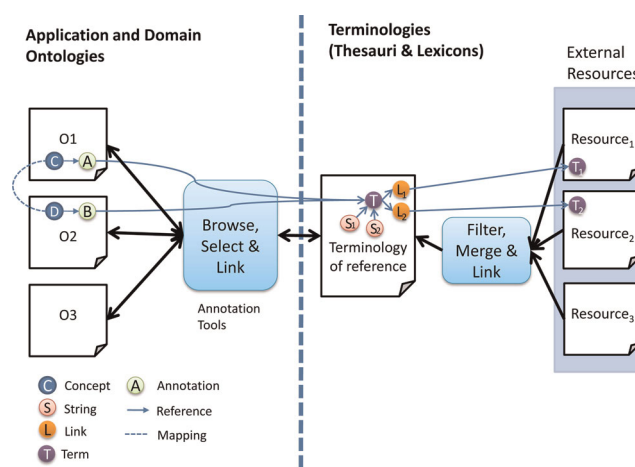 Application and Domain
Ontologies
Terminologies
(Thesauri & Lexicons)
External
Resources
O1
C
A
D
B
O2
O3
Browse,
Select &
Link
Annotation
Tools
T
L1
L2
S1
S2
Terminology
of reference
Filter,
Merge &
Link
Resource1
T1
T2
Resource2
Resource3
C Concept
A Annotation
S String
Reference
L Link
Mapping
T Term